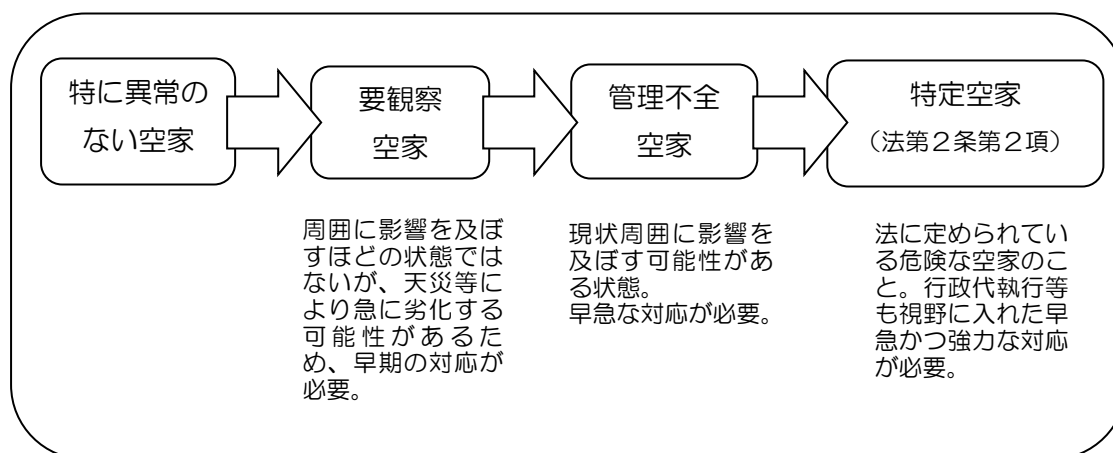 特に異常の
ない空家
要観察
空家
管理不全
空家
特定空家
（法第２条第２項）
周囲に影響を及ぼ
すほどの状態では
ないが、天災等に
より急に劣化する
可能性があるた
め、早期の対応が
必要。
現状周囲に影響を
及ぼす可能性があ
る状態。
早急な対応が必要。
法に定められてい
る危険な空家のこ
と。行政代執行等
も視野に入れた早
急かつ強力な対応
が必要。